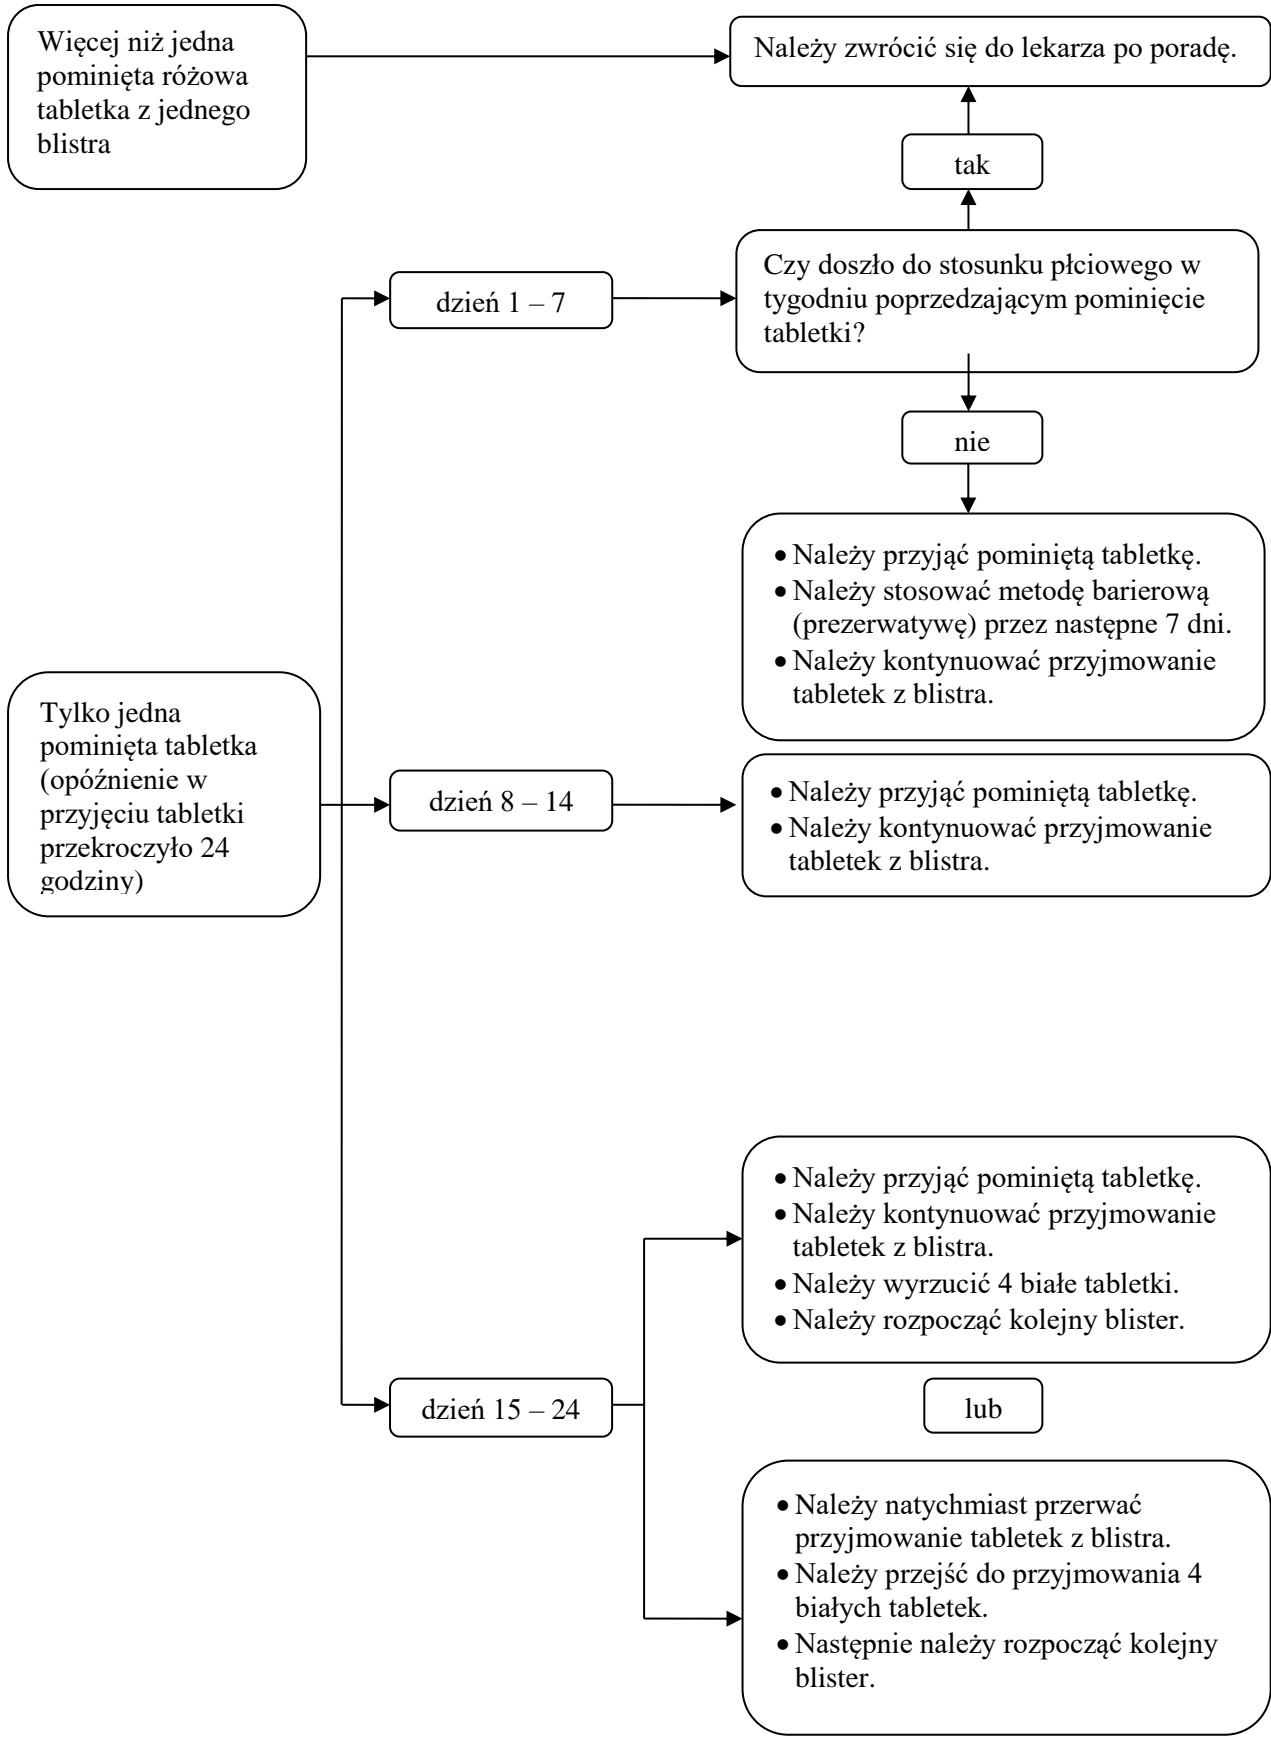 Więcej niż jedna
pominięta różowa
tabletka z jednego
blistra
Należy zwrócić się do lekarza po poradę.
tak
Czy doszło do stosunku płciowego w
tygodniu poprzedzającym pominięcie
tabletki?
dzień 1 – 7
nie
• Należy przyjąć pominiętą tabletkę.
• Należy stosować metodę barierową
(prezerwatywę) przez następne 7 dni.
• Należy kontynuować przyjmowanie
tabletek z blistra.
Tylko jedna
pominięta tabletka
(opóźnienie w
przyjęciu tabletki
przekroczyło 24
godziny)
dzień 8 – 14
• Należy przyjąć pominiętą tabletkę.
• Należy kontynuować przyjmowanie
tabletek z blistra.
• Należy przyjąć pominiętą tabletkę.
• Należy kontynuować przyjmowanie
tabletek z blistra.
• Należy wyrzucić 4 białe tabletki.
• Należy rozpocząć kolejny blister.
dzień 15 – 24
lub
• Należy natychmiast przerwać
przyjmowanie tabletek z blistra.
• Należy przejść do przyjmowania 4
białych tabletek.
• Następnie należy rozpocząć kolejny
blister.